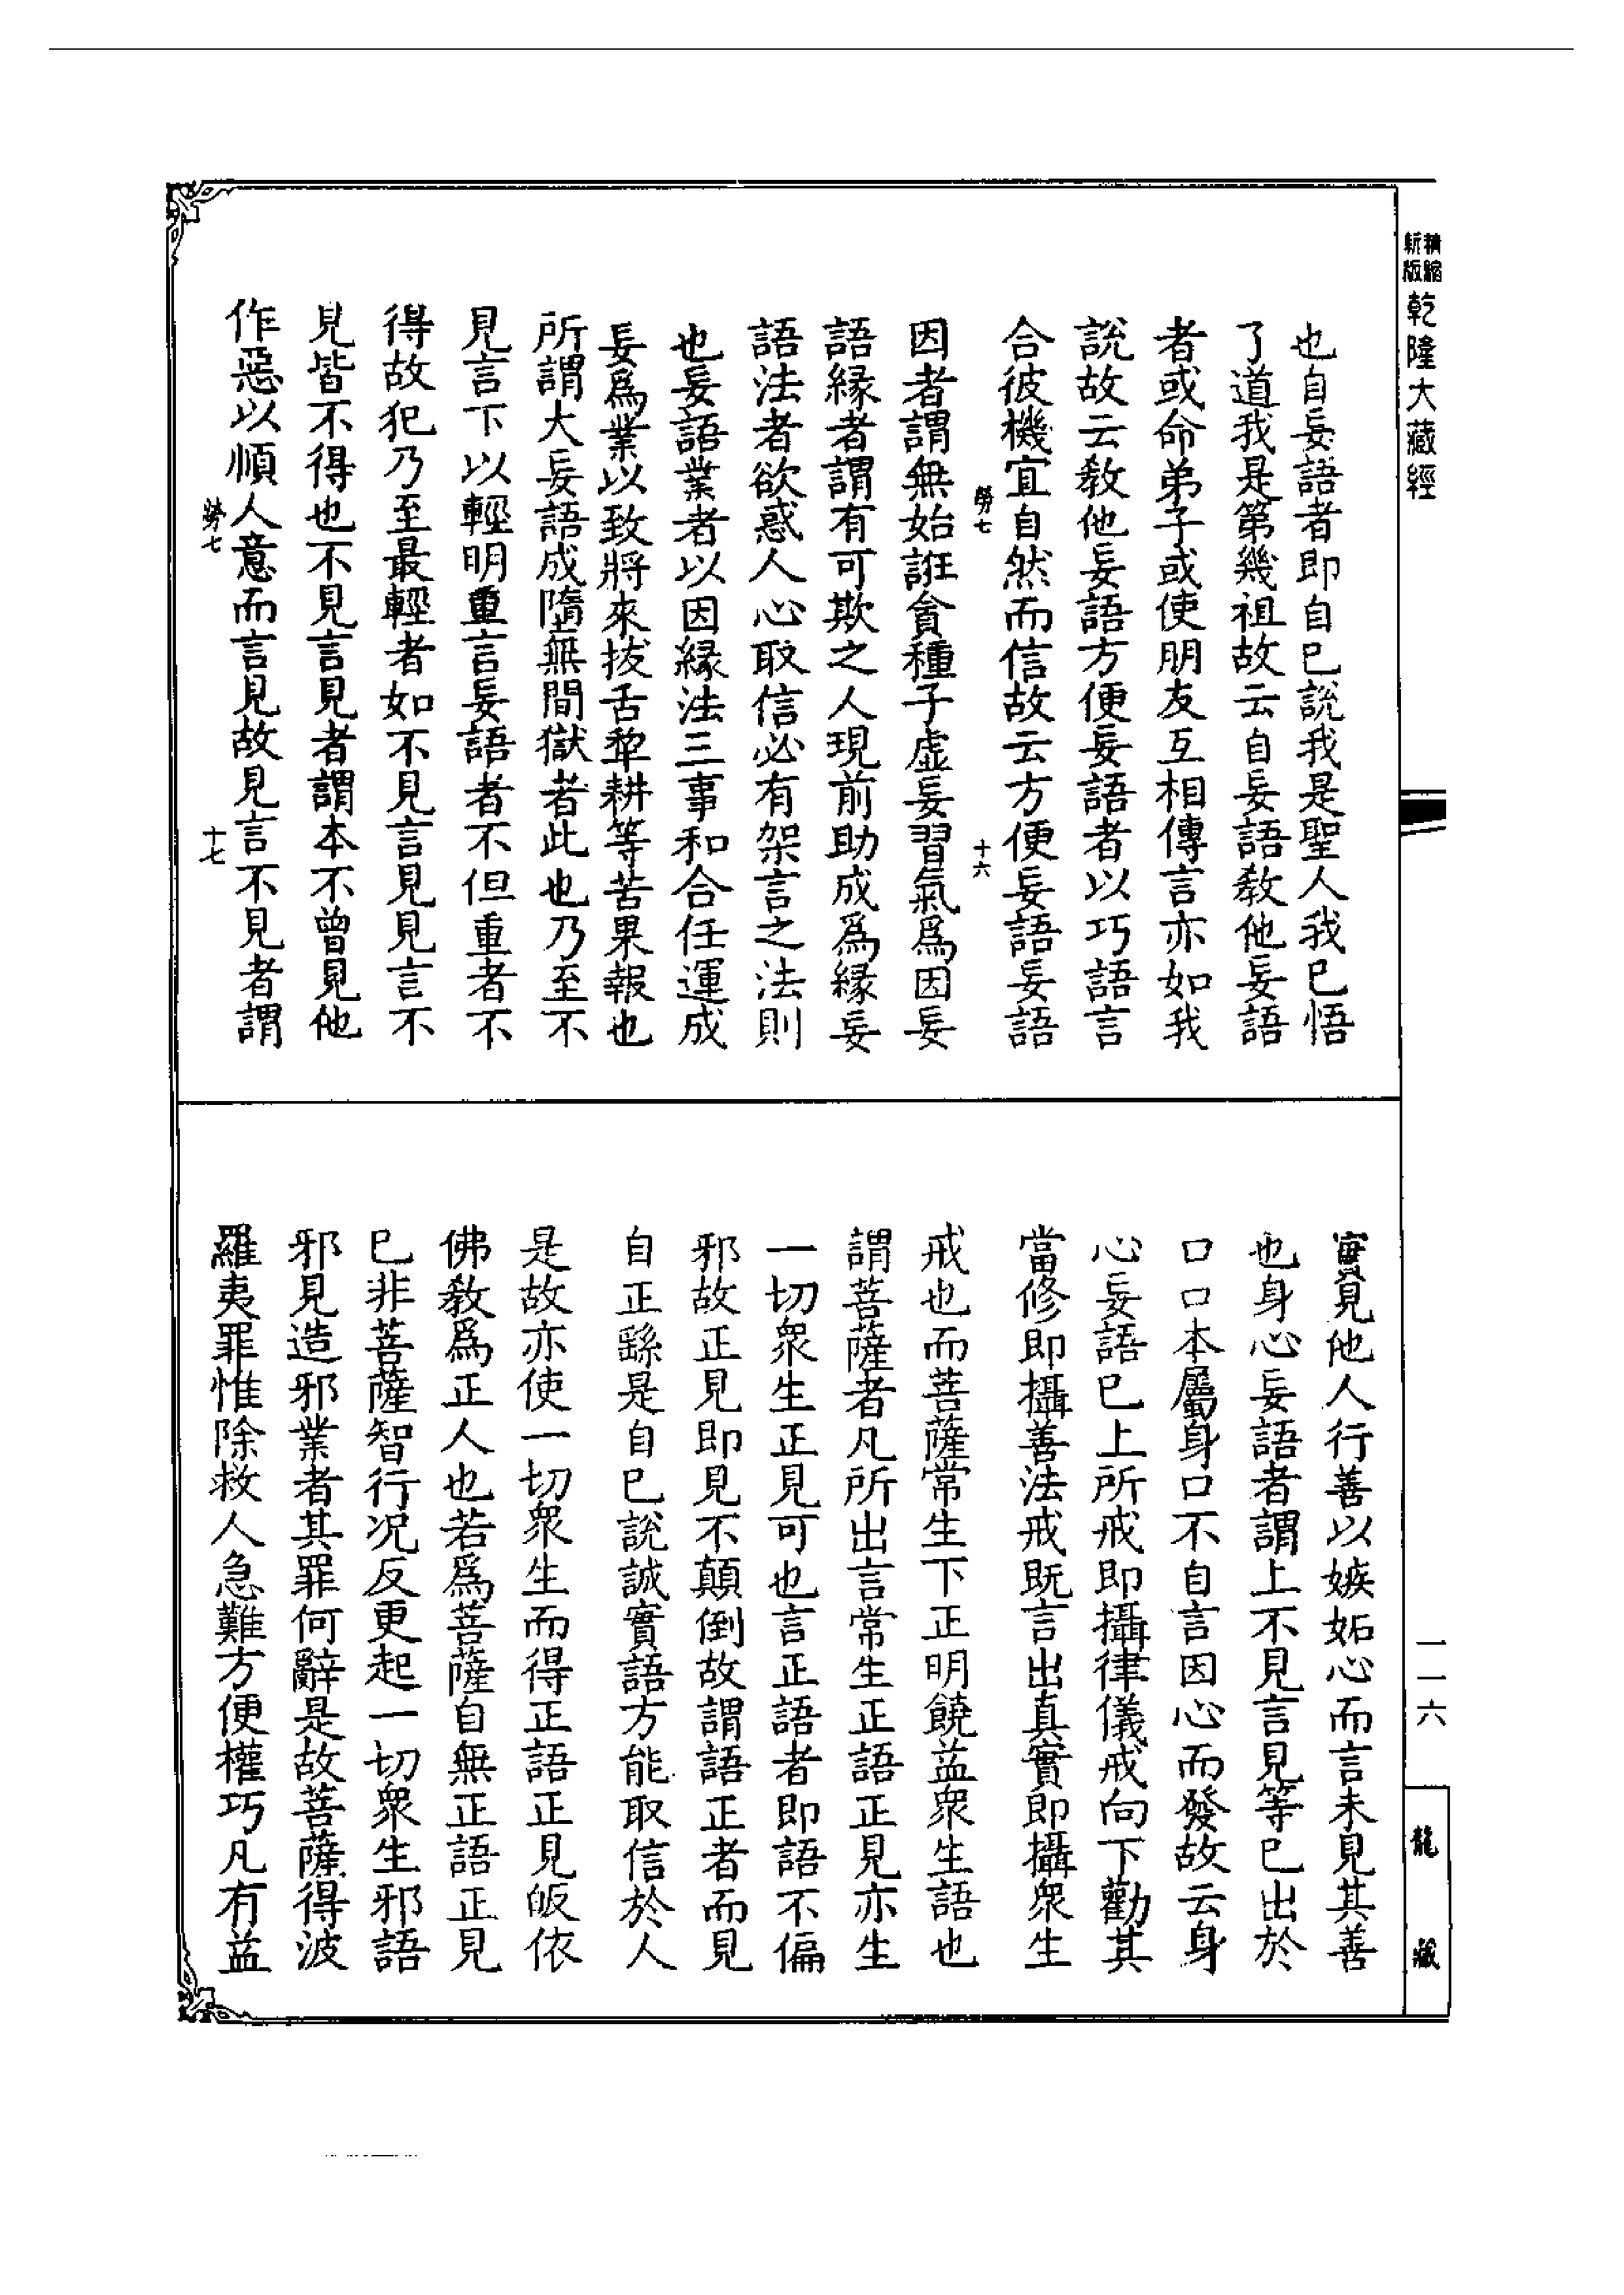 精縮
新版
乾隆大藏經
也自妄語者即自巳說我是聖人我巳悟
了道我是第幾祖故云自妄語教他妄語
者或命弟子或使朋友互相傳言亦如我
說故云教他妄語方便妄語者以巧語言
合彼機宜自然而信故云方便妄語妄語
勞七
十六
因者謂無始誑貪種子虛妄習氣爲因妄
語緣者謂有可欺之人現前助成爲緣妄
語法者欲惑人心取信必有架言之法則
也妄語業者以因緣法三事和合任運成
妄爲業以致將來拔舌犂耕等苦果報也
所謂大妄語成墮無間獄者此也乃至不
見言下以輕明重言妄語者不但重者不
得故犯乃至最輕者如不見言見見言不
見皆不得也不見言見者謂本不曾見他
作惡以順人意而言見故見言不見者謂
勞七
十七
實見他人行善以嫉妬心而言未見其善
也身心妄語者謂上不見言見等巳出於
口口本屬身口不自言因心而發故云身
心妄語巳上所戒即攝律儀戒向下勸其
當修即攝善法戒既言出真實即攝衆生
戒也而菩薩常生下正明饒益衆生語也
謂菩薩者凡所出言常生正語正見亦生
一切衆生正見可也言正語者即語不偏
邪故正見即見不顛倒故謂語正者而見
自正繇是自巳說誠實語方能取信於人
是故亦使一切衆生而得正語正見皈依
佛教爲正人也若爲菩薩自無正語正見
巳非菩薩智行况反更起一切衆生邪語
邪見造邪業者其罪何辭是故菩薩得波
羅夷罪惟除救人急難方便權巧凡有益
一一六
龍藏